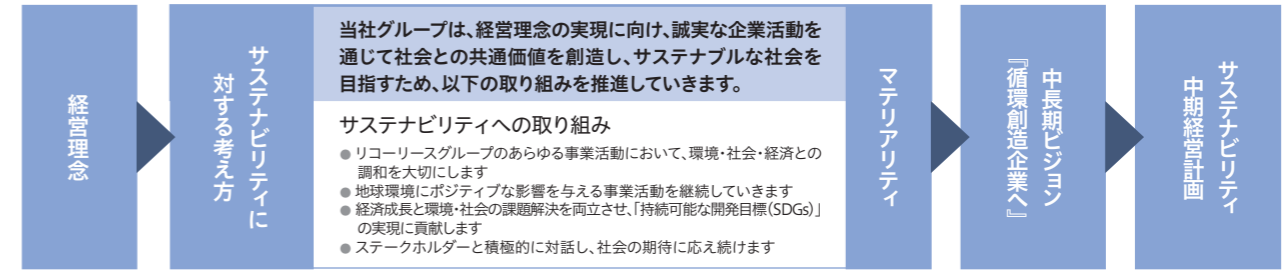 経営理念
サステナビリティに
対する考え方
当社グループは、経営理念の実現に向け、誠実な企業活動を
通じて社会との共通価値を創造し、サステナブルな社会を
目指すため、以下の取り組みを推進していきます。
サステナビリティへの取り組み
● リコーリースグループのあらゆる事業活動において、環境・社会・経済との
調和を大切にします
● 地球環境にポジティブな影響を与える事業活動を継続していきます
● 経済成長と環境・社会の課題解決を両立させ、「持続可能な開発目標(SDGs)」
の実現に貢献します
● ステークホルダーと積極的に対話し、社会の期待に応え続けます
マテリアリティ
中長期ビジョン
『循環創造企業へ』
サステナビリティ
中期経営計画